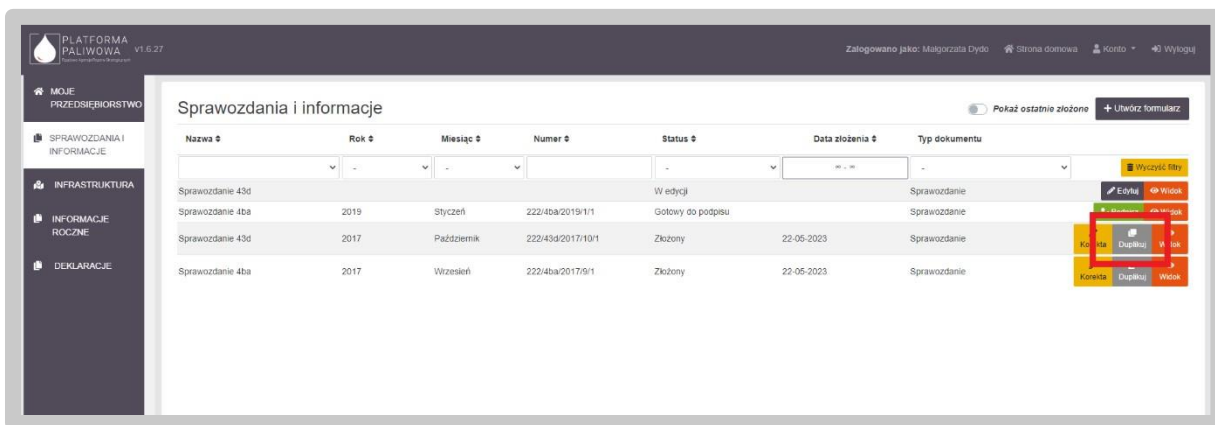 PLATFORMA
PALIWOWA v1.6.27
Zalogowano jako: Małgorzata Dydo Strona domowa Konto Wyloguj
MOJE
PRZEDSIĘBIORSTWO
SPRAWOZDANIA I
INFORMACJE
INFRASTRUKTURA
INFORMACJE
ROCZNE
DEKLARACJE
Sprawozdania i informacje
Pokaż ostatnie złożone + Utwórz formularz
Nazwa Rok Miesiąc Numer Status Data złożenia Typ dokumentu
- - - - - Wyczyść filtry
Sprawozdanie 43d W edycji Sprawozdanie Edytuj Widok
Sprawozdanie 4ba 2019 Styczeń 222/4ba/2019/1/1 Gotowy do podpisu Sprawozdanie Widok
Sprawozdanie 43d 2017 Październik 222/43d/2017/10/1 Złożony 22-05-2023 Sprawozdanie Korekta Duplikuj Widok
Sprawozdanie 4ba 2017 Wrzesień 222/4ba/2017/9/1 Złożony 22-05-2023 Sprawozdanie Korekta Duplikuj Widok